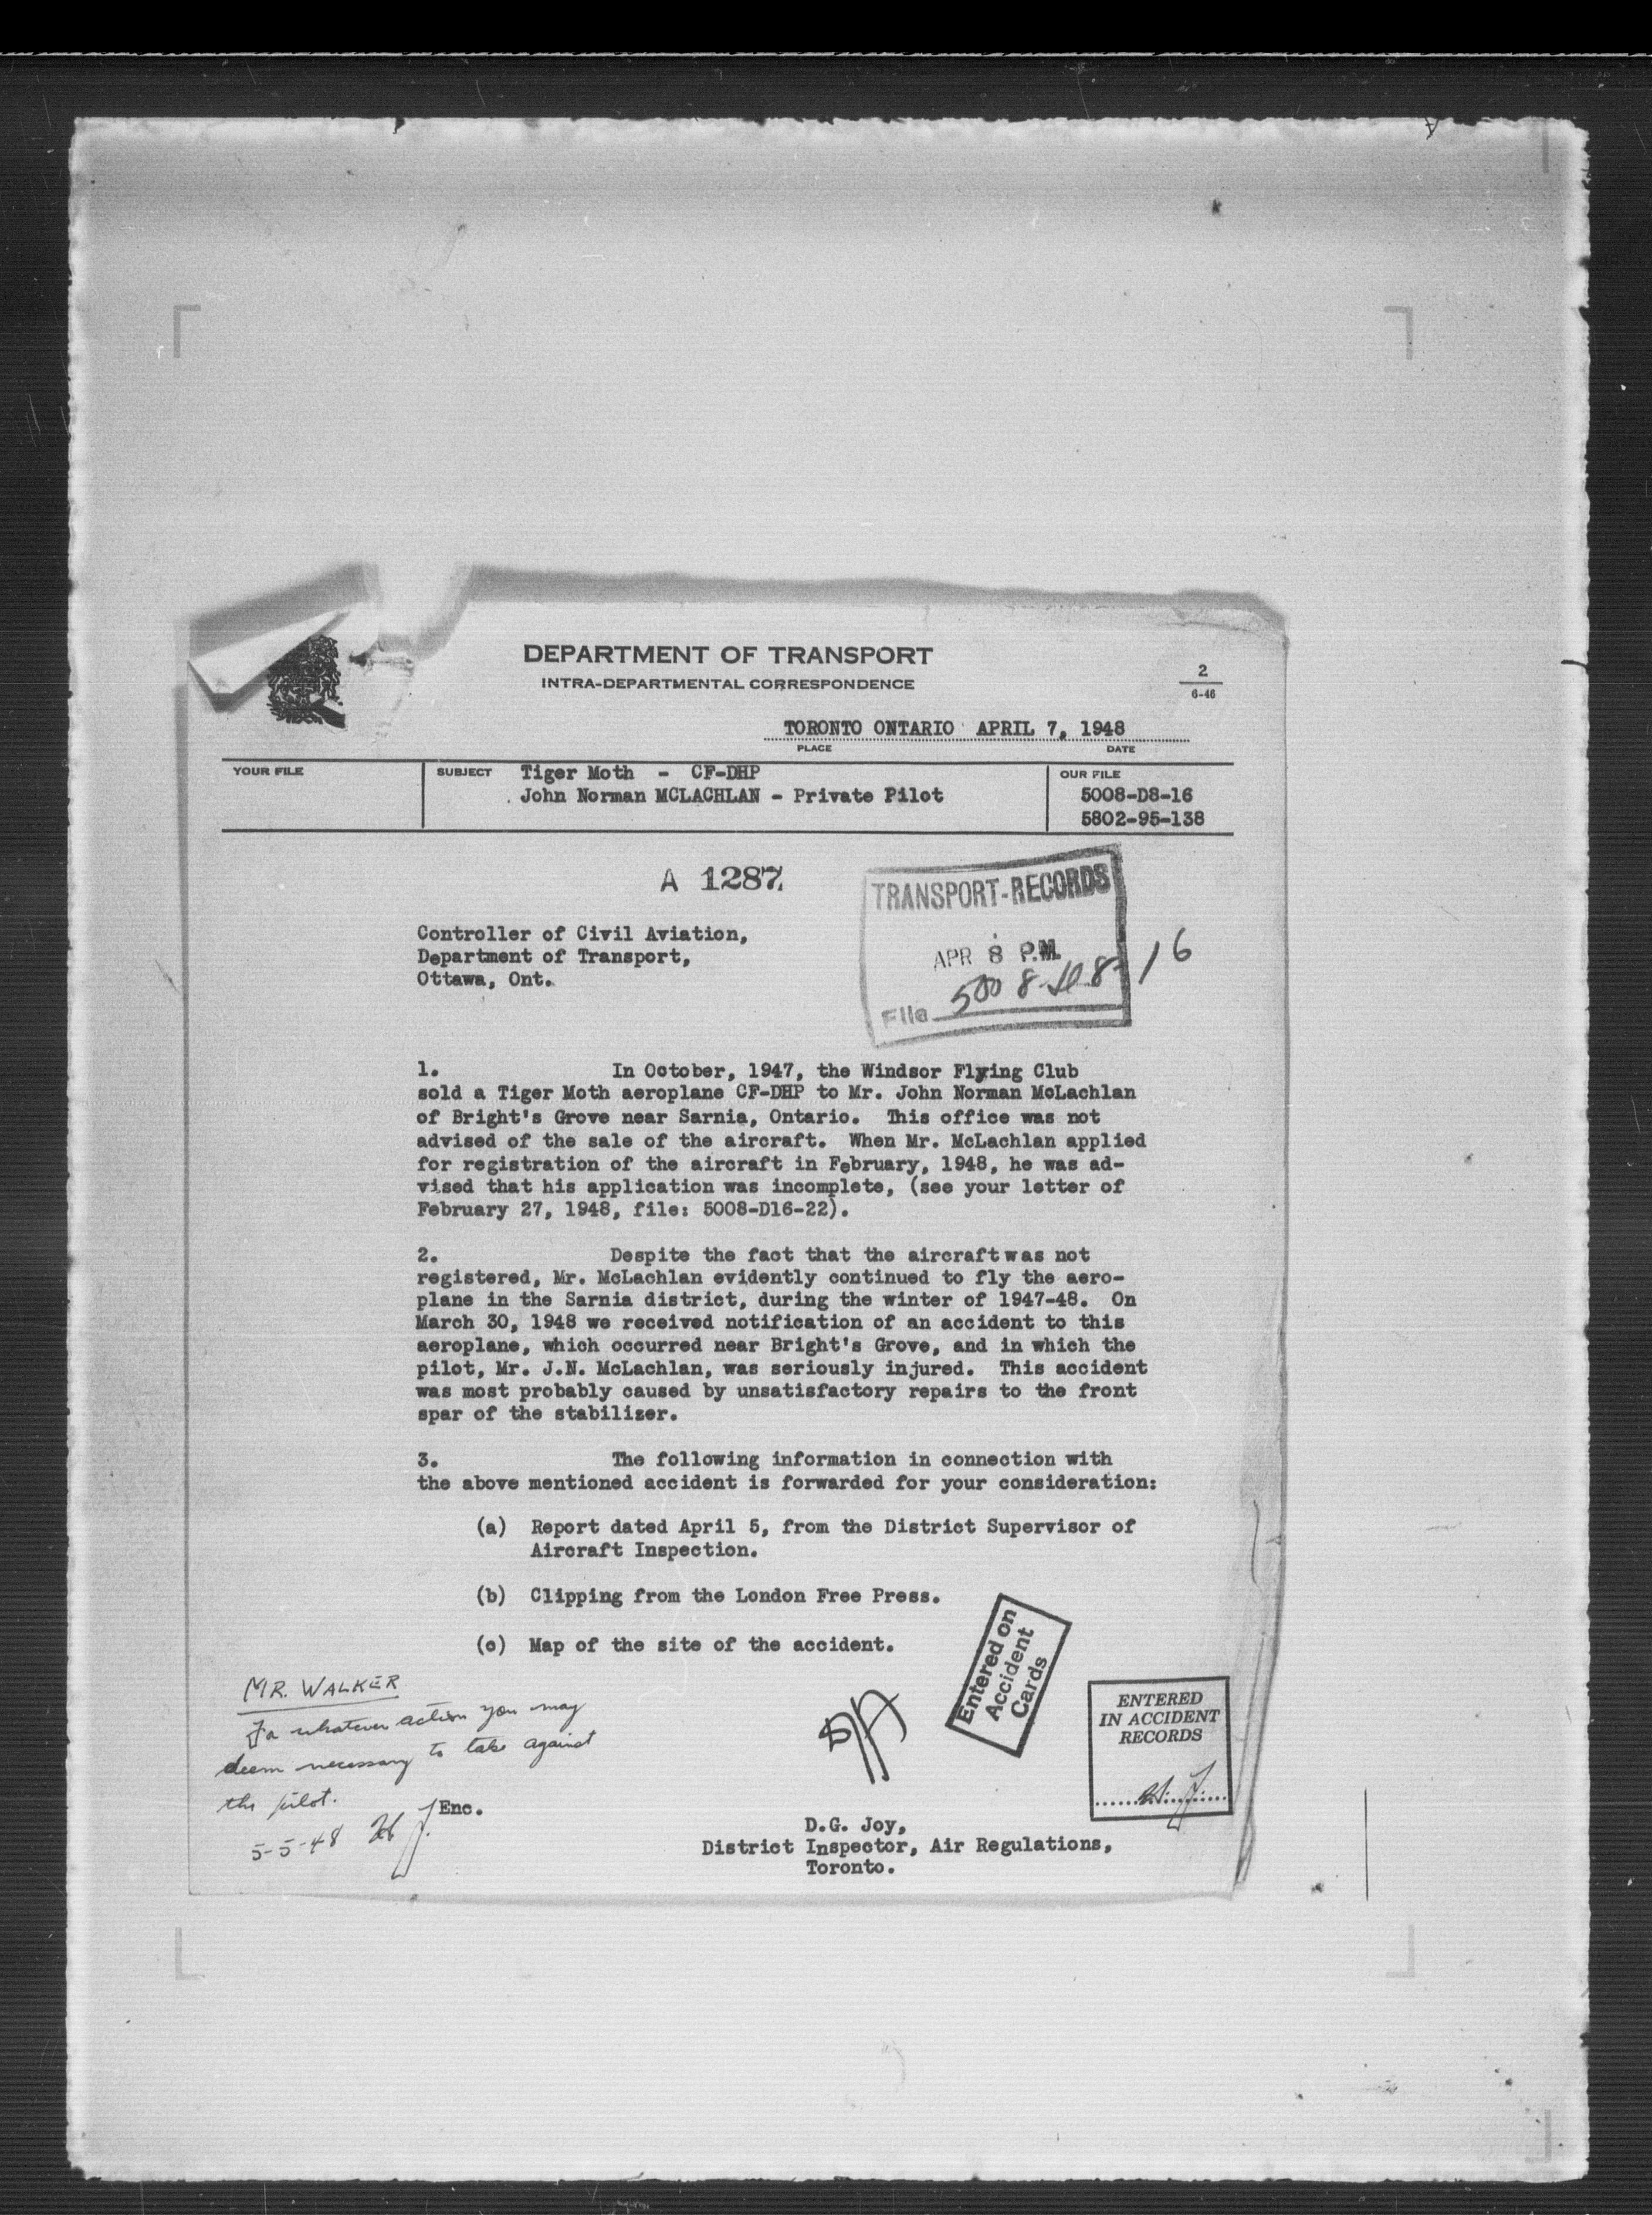 DEPARTMENT OF TRANSPORT
INTRA-DEPARTMENTAL CORRESPONDENCE
2
6-46
TORONTO ONTARIO APRIL 7, 1948
PLACE DATE
YOUR FILE
SUBJECT Tiger Moth - CF-DHP
John Norman MCLACHLAN - Private Pilot
OUR FILE
5008-D8-16
5802-95-138
A 1287
TRANSPORT-RECORDS
APR 8 P.M.
File 5008-D8-16
Controller of Civil Aviation,
Department of Transport,
Ottawa, Ont.
1. In October, 1947, the Windsor Flying Club
sold a Tiger Moth aeroplane CF-DHP to Mr. John Norman McLachlan
of Bright's Grove near Sarnia, Ontario. This office was not
advised of the sale of the aircraft. When Mr. McLachlan applied
for registration of the aircraft in February, 1948, he was ad-
vised that his application was incomplete, (see your letter of
February 27, 1948, file: 5008-D16-22).
2. Despite the fact that the aircraft was not
registered, Mr. McLachlan evidently continued to fly the aero-
plane in the Sarnia district, during the winter of 1947-48. On
March 30, 1948 we received notification of an accident to this
aeroplane, which occurred near Bright's Grove, and in which the
pilot, Mr. J.N. McLachlan, was seriously injured. This accident
was most probably caused by unsatisfactory repairs to the front
spar of the stabilizer.
3. The following information in connection with
the above mentioned accident is forwarded for your consideration:
(a) Report dated April 5, from the District Supervisor of
Aircraft Inspection.
(b) Clipping from the London Free Press.
(c) Map of the site of the accident.
Entered on
Accident
Cards
ENTERED
IN ACCIDENT
RECORDS
MR. WALKER
For whatever action you may
deem necessary to take against
the pilot.
5-5-48
Enc.
D.G. Joy,
District Inspector, Air Regulations,
Toronto.